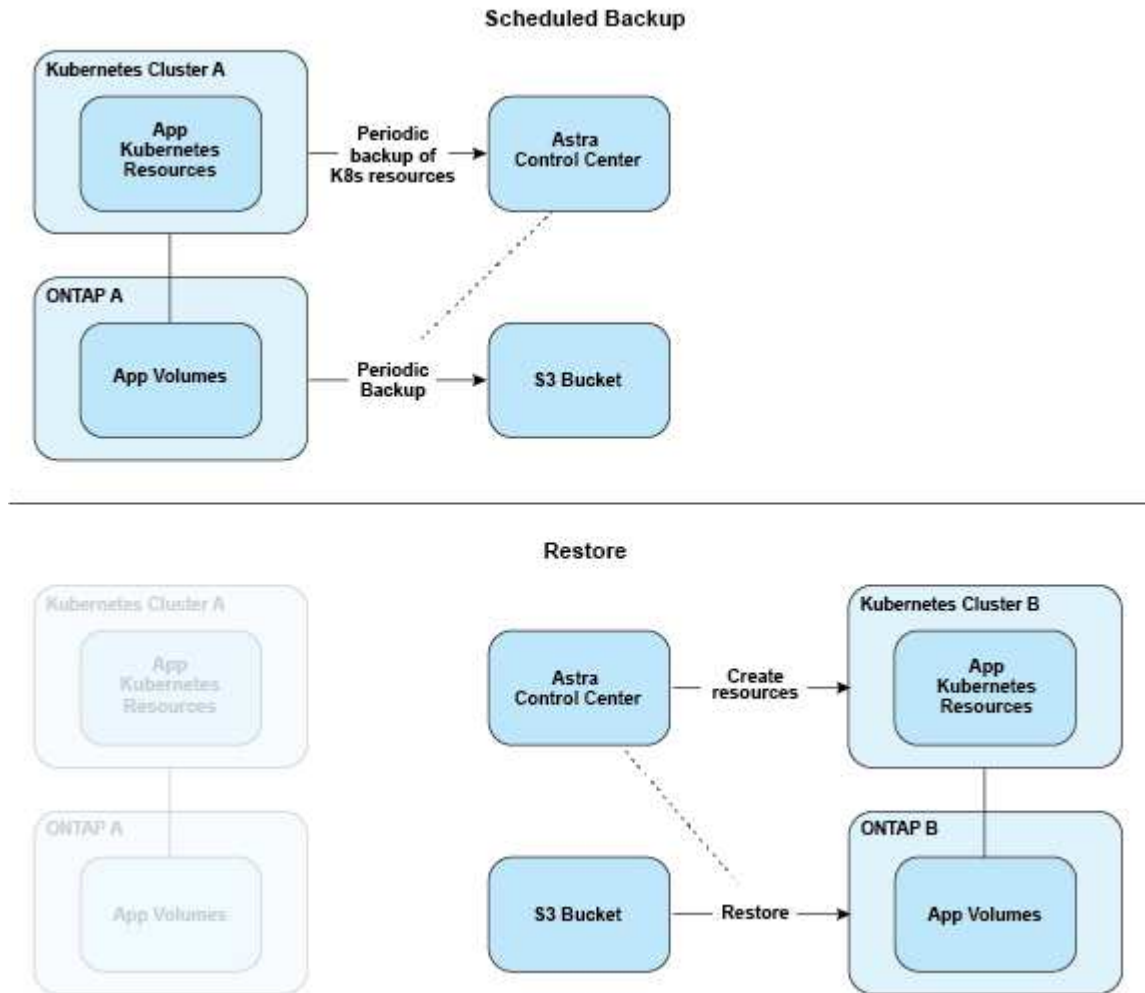 Scheduled Backup
Kubernetes Cluster A
App
Kubernetes
Resources
Periodic
backup of
K8s resources
Astra
Control Center
ONTAP A
App Volumes
Periodic
Backup
S3 Bucket
Restore
Kubernetes Cluster A
App
Kubernetes
Resources
Astra
Control Center
Create
resources
Kubernetes Cluster B
App
Kubernetes
Resources
ONTAP A
App Volumes
S3 Bucket
Restore
ONTAP B
App Volumes